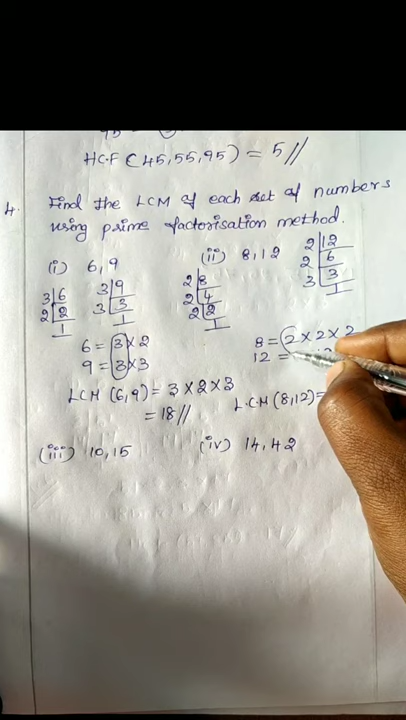 HCF (45,55,95) = 5//
4. Find the LCM of each set of numbers
using prime factorisation method.
(i) 6,9
(ii) 8,12
3 | 6
2 | 2
1
3 | 9
3 | 3
1
2 | 8
2 | 4
2 | 2
1
2 | 12
2 | 6
3 | 3
1
6 = 3 × 2
9 = 3 × 3
LCM (6,9) = 3 × 2 × 3
= 18//
8 = 2 × 2 × 2
12 =
L.C.M (8,12) =
(iii) 10,15
(iv) 14,42